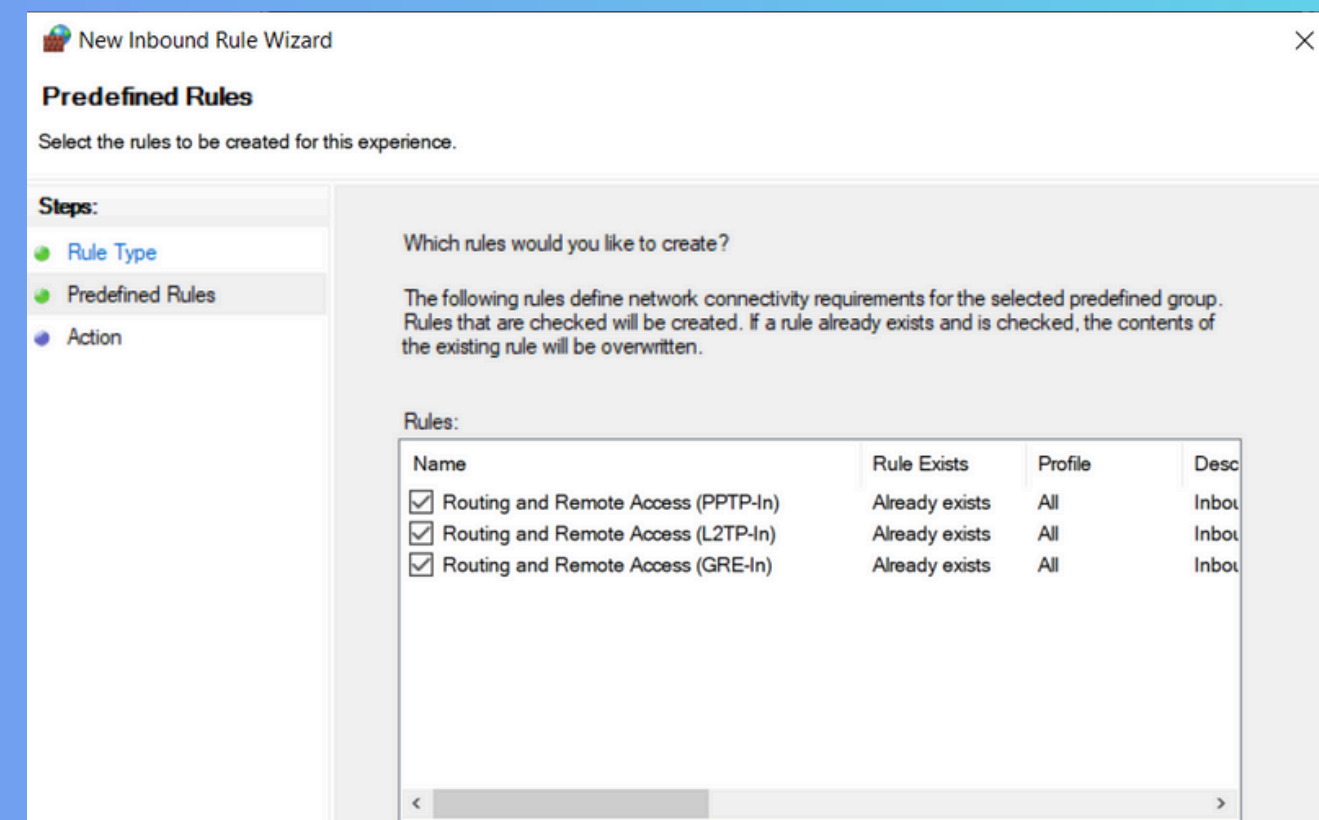 New Inbound Rule Wizard
Predefined Rules
Select the rules to be created for this experience.
Steps:
Rule Type
Predefined Rules
Action
Which rules would you like to create?
The following rules define network connectivity requirements for the selected predefined group.
Rules that are checked will be created. If a rule already exists and is checked, the contents of
the existing rule will be overwritten.
Rules:
Name Rule Exists Profile Desc
Routing and Remote Access (PPTP-In) Already exists All Inbou
Routing and Remote Access (L2TP-In) Already exists All Inbou
Routing and Remote Access (GRE-In) Already exists All Inbou